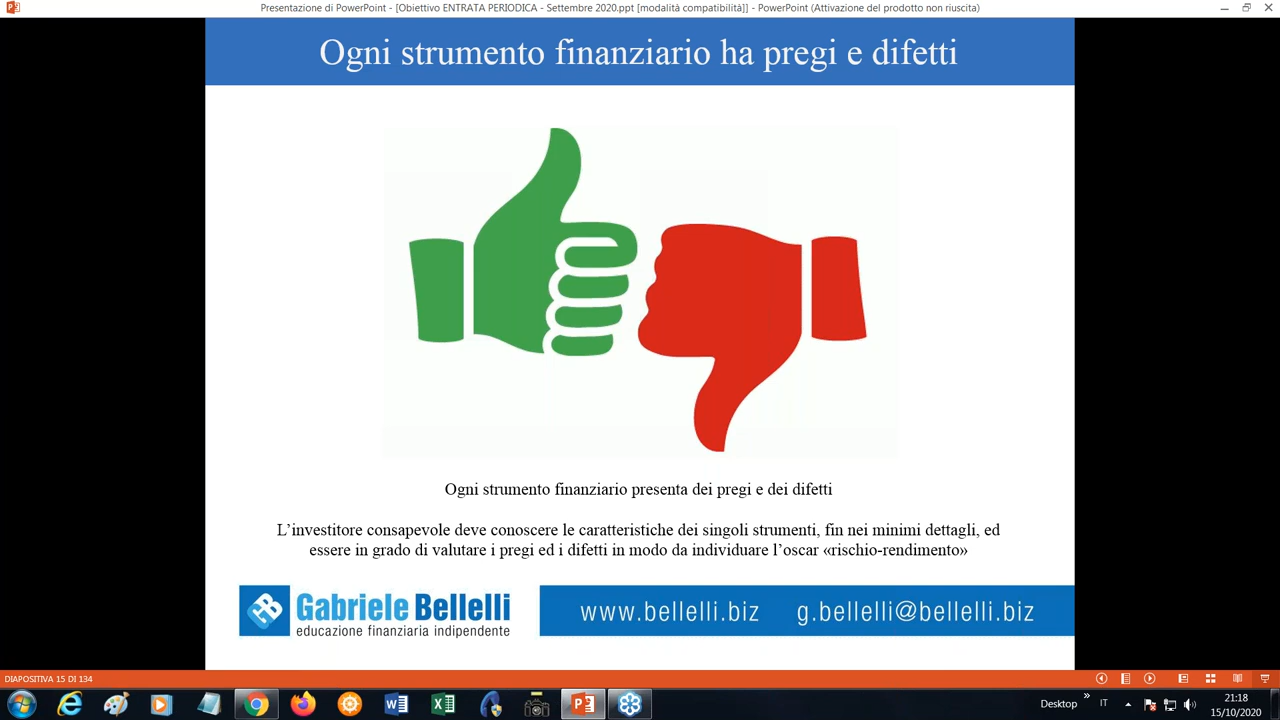 Presentazione di PowerPoint - [Obiettivo ENTRATA PERIODICA - Settembre 2020.ppt [modalità compatibilità]] - PowerPoint (Attivazione del prodotto non riuscita)
Ogni strumento finanziario ha pregi e difetti
Ogni strumento finanziario presenta dei pregi e dei difetti
L’investitore consapevole deve conoscere le caratteristiche dei singoli strumenti, fin nei minimi dettagli, ed
essere in grado di valutare i pregi ed i difetti in modo da individuare l’oscar «rischio-rendimento»
Gabriele Bellelli
educazione finanziaria indipendente
www.bellelli.biz g.bellelli@bellelli.biz
DIAPOSITIVA 15 DI 134
Desktop
IT
21:18
15/10/2020